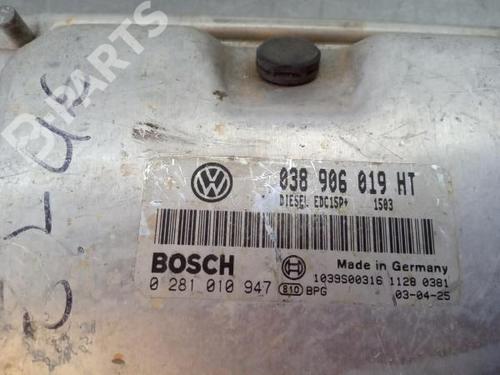 B-PARTS
038 906 019 HT
DIESEL EDC15P+ 1503
BOSCH
Made in Germany
1039S00316 1128 0381
0 281 010 947 810 BPG 03-04-25